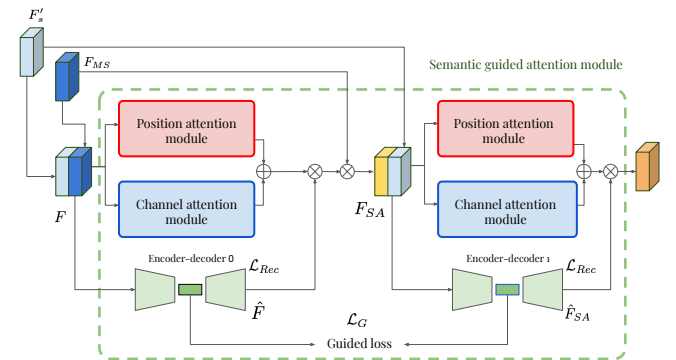 F′ₛ
F_MS
Semantic guided attention module
Position attention
module
Position attention
module
Channel attention
module
Channel attention
module
F
F_SA
Encoder-decoder 0
Encoder-decoder 1
ℒ_Rec
ℒ_Rec
F̂
F̂_SA
ℒ_G
Guided loss